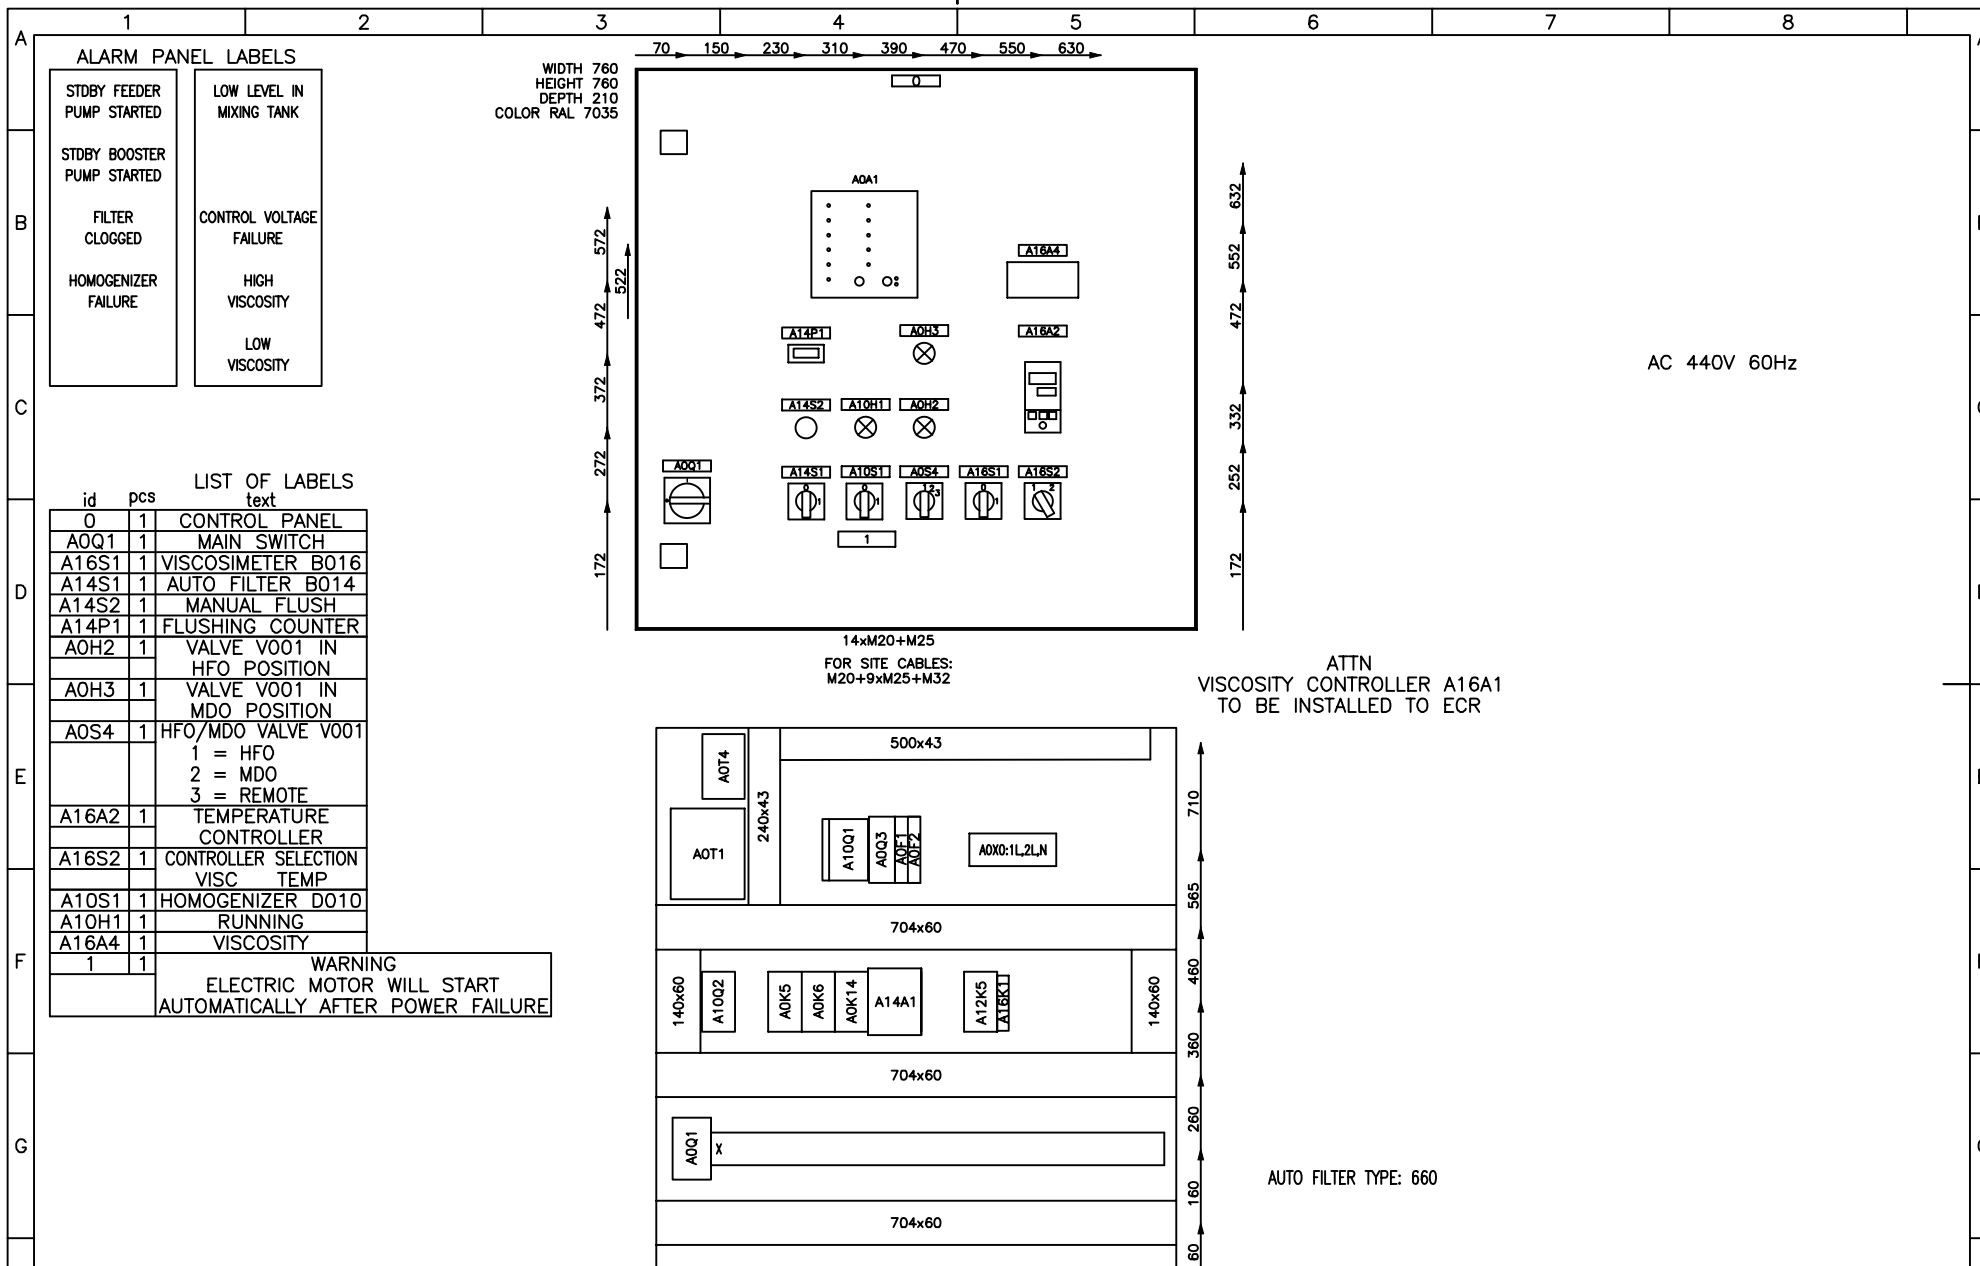 1 2 3 4 5 6 7 8
A
B
C
D
E
F
G
ALARM PANEL LABELS
STDBY FEEDER
PUMP STARTED
STDBY BOOSTER
PUMP STARTED
FILTER
CLOGGED
HOMOGENIZER
FAILURE
LOW LEVEL IN
MIXING TANK
CONTROL VOLTAGE
FAILURE
HIGH
VISCOSITY
LOW
VISCOSITY
LIST OF LABELS
id pcs text
0 1 CONTROL PANEL
A0Q1 1 MAIN SWITCH
A16S1 1 VISCOSIMETER B016
A14S1 1 AUTO FILTER B014
A14S2 1 MANUAL FLUSH
A14P1 1 FLUSHING COUNTER
A0H2 1 VALVE V001 IN
HFO POSITION
A0H3 1 VALVE V001 IN
MDO POSITION
A0S4 1 HFO/MDO VALVE V001
1 = HFO
2 = MDO
3 = REMOTE
A16A2 1 TEMPERATURE
CONTROLLER
A16S2 1 CONTROLLER SELECTION
VISC TEMP
A10S1 1 HOMOGENIZER D010
A10H1 1 RUNNING
A16A4 1 VISCOSITY
1 1 WARNING
ELECTRIC MOTOR WILL START
AUTOMATICALLY AFTER POWER FAILURE
70 150 230 310 390 470 550 630
WIDTH 760
HEIGHT 760
DEPTH 210
COLOR RAL 7035
0
A0A1
A16A4
A14P1 A0H3 A16A2
A14S2 A10H1 A0H2
A0Q1 A14S1 A10S1 A0S4 A16S1 A16S2
0 1 0 1 1 2 3 0 1 1 2
1
572
522
472
372
272
172
632
552
472
332
252
172
14xM20+M25
FOR SITE CABLES:
M20+9xM25+M32
AC 440V 60Hz
ATTN
VISCOSITY CONTROLLER A16A1
TO BE INSTALLED TO ECR
500x43
A0T4
240x43
A0T1
A10Q1
A0Q3
A0F1
A0F2
A0X0:1L,2L,N
704x60
140x60
A10Q2
A0K5
A0K6
A0K14
A14A1
A12K5
A16K1
140x60
704x60
A0Q1
X
704x60
710
565
460
360
260
160
60
AUTO FILTER TYPE: 660